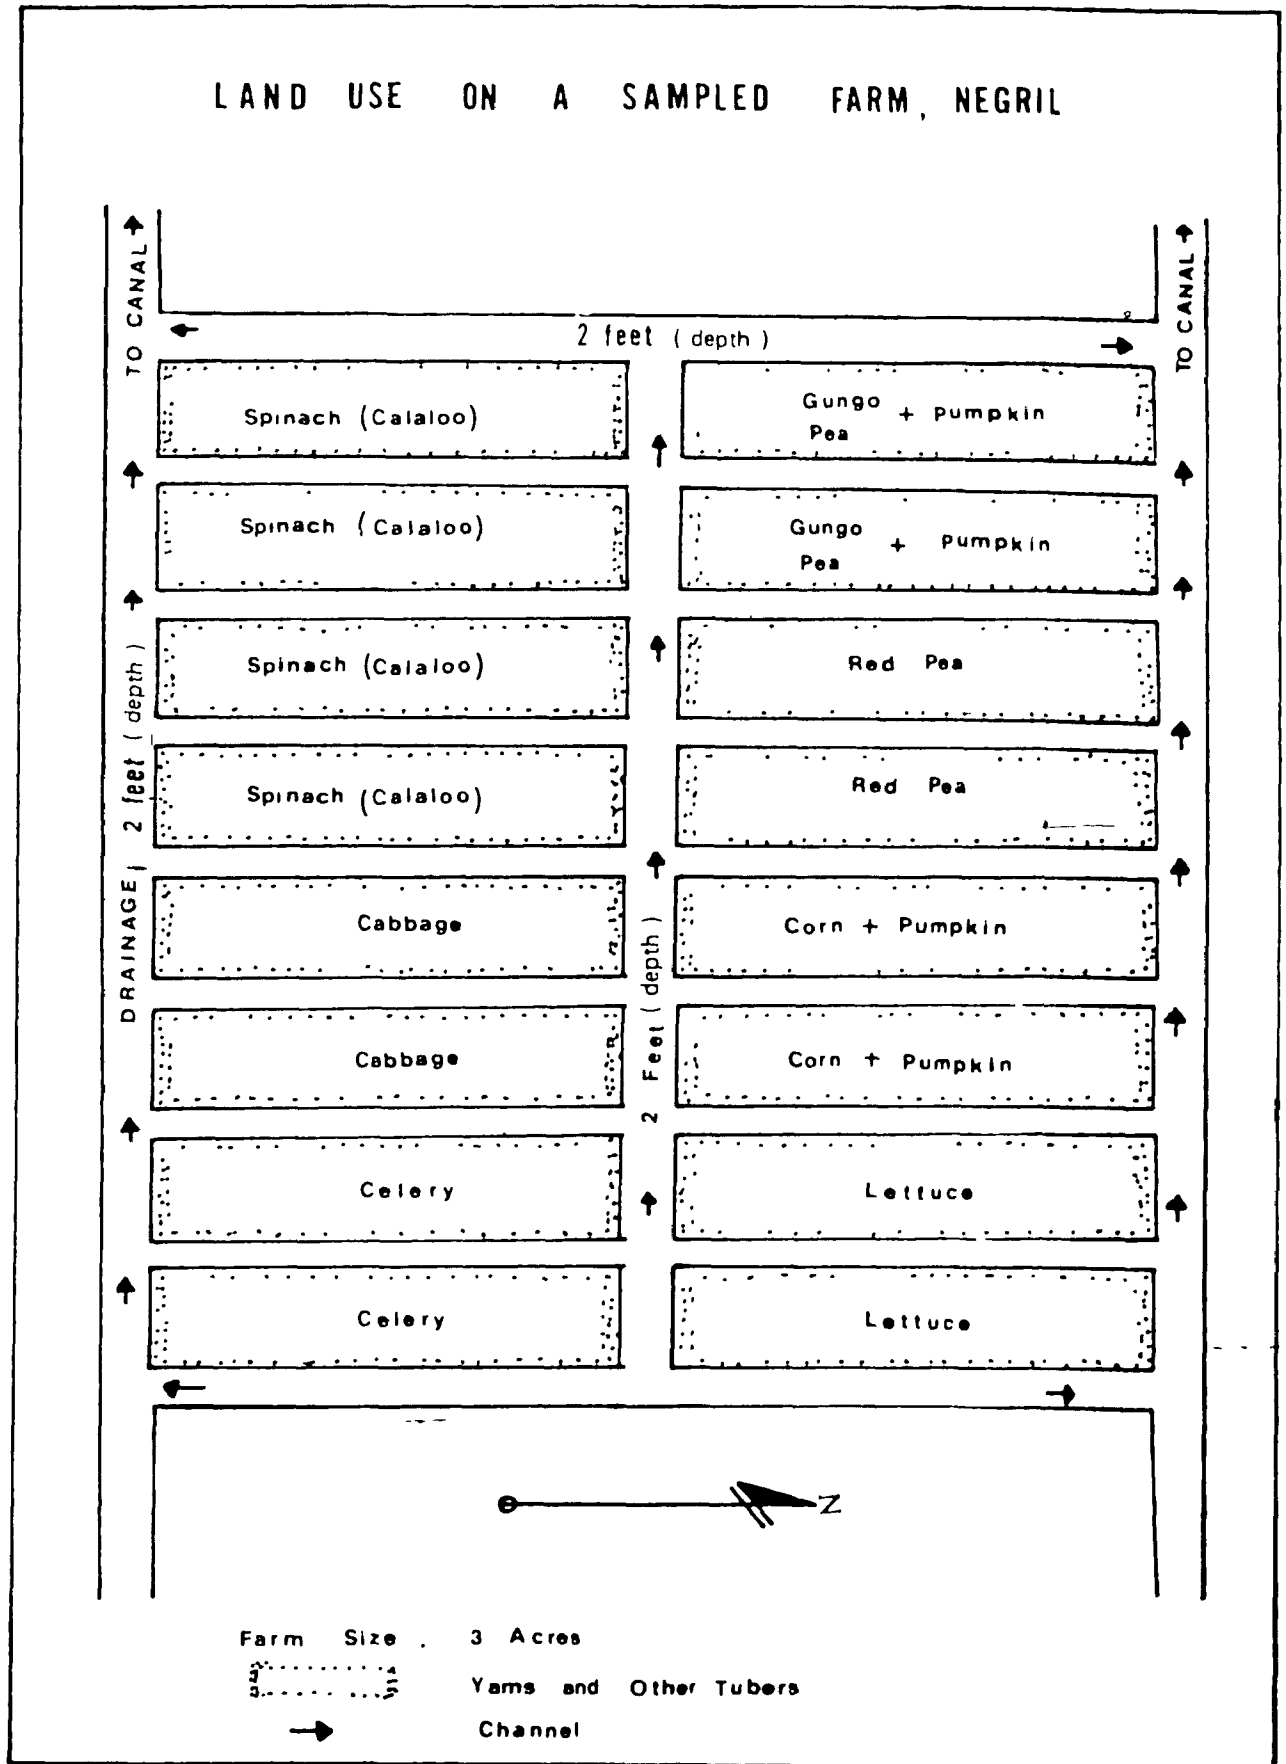 LAND USE ON A SAMPLED FARM, NEGRIL
TO CANAL
TO CANAL
2 feet (depth)
Spinach (Calaloo)
Gungo Pea + Pumpkin
Spinach (Calaloo)
Gungo Pea + Pumpkin
Spinach (Calaloo)
Red Pea
Spinach (Calaloo)
Red Pea
DRAINAGE 2 feet (depth)
Cabbage
2 Feet (depth)
Corn + Pumpkin
Cabbage
Corn + Pumpkin
Celery
Lettuce
Celery
Lettuce
N
Farm Size . 3 Acres
Yams and Other Tubers
Channel